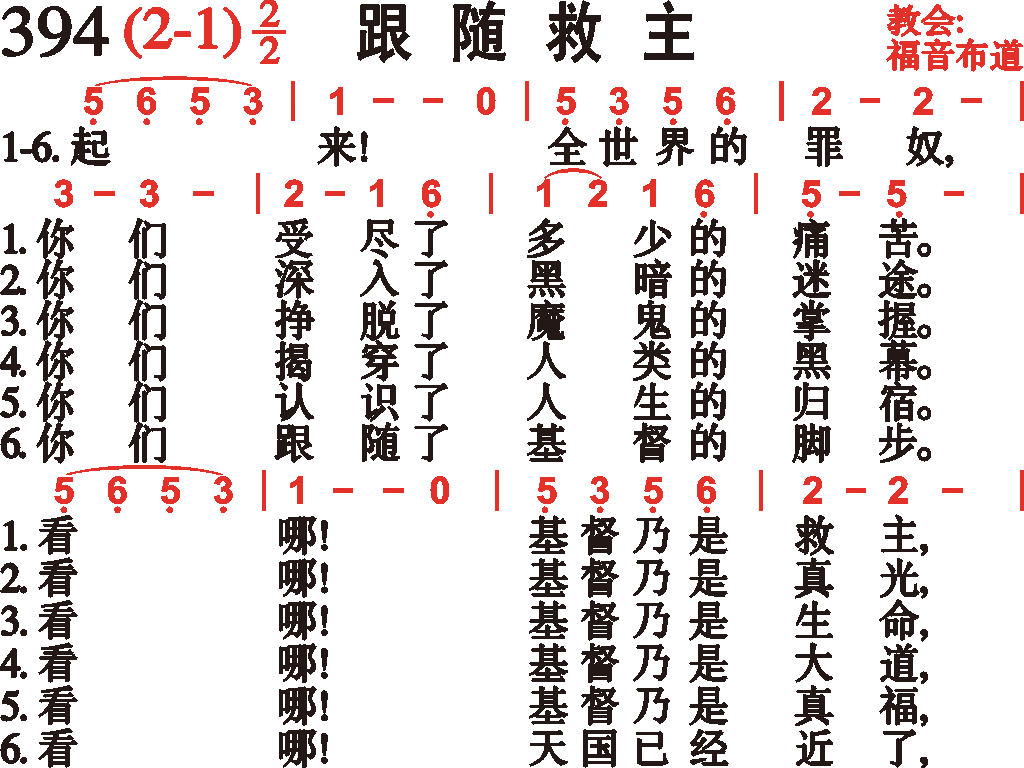 394 (2-1) 2/2 跟随救主 教会:
福音布道
5 6 5 3 | 1 - - 0 | 5 3 5 6 | 2 - 2 - |
1-6. 起 来! 全世界的 罪 奴,
3 - 3 - | 2 - 1 6 | 1 2 1 6 | 5 - 5 - |
1. 你 们 受 尽 了 多 少 的 痛 苦。
2. 你 们 深 入 了 黑 暗 的 迷 途。
3. 你 们 挣 脱 了 魔 鬼 的 掌 握。
4. 你 们 揭 穿 了 人 类 的 黑 幕。
5. 你 们 认 识 了 人 生 的 归 宿。
6. 你 们 跟 随 了 基 督 的 脚 步。
5 6 5 3 | 1 - - 0 | 5 3 5 6 | 2 - 2 - |
1. 看 哪! 基督乃是 救 主,
2. 看 哪! 基督乃是 真 光,
3. 看 哪! 基督乃是 生 命,
4. 看 哪! 基督乃是 大 道,
5. 看 哪! 基督乃是 真 福,
6. 看 哪! 天国已经 近 了,